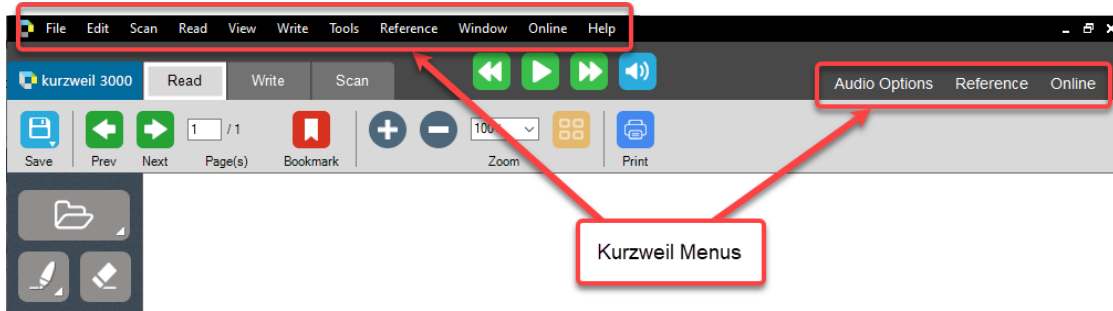 File Edit Scan Read View Write Tools Reference Window Online Help
kurzweil 3000 Read Write Scan Audio Options Reference Online
1 / 1 100%
Save Prev Next Page(s) Bookmark Zoom Print
Kurzweil Menus